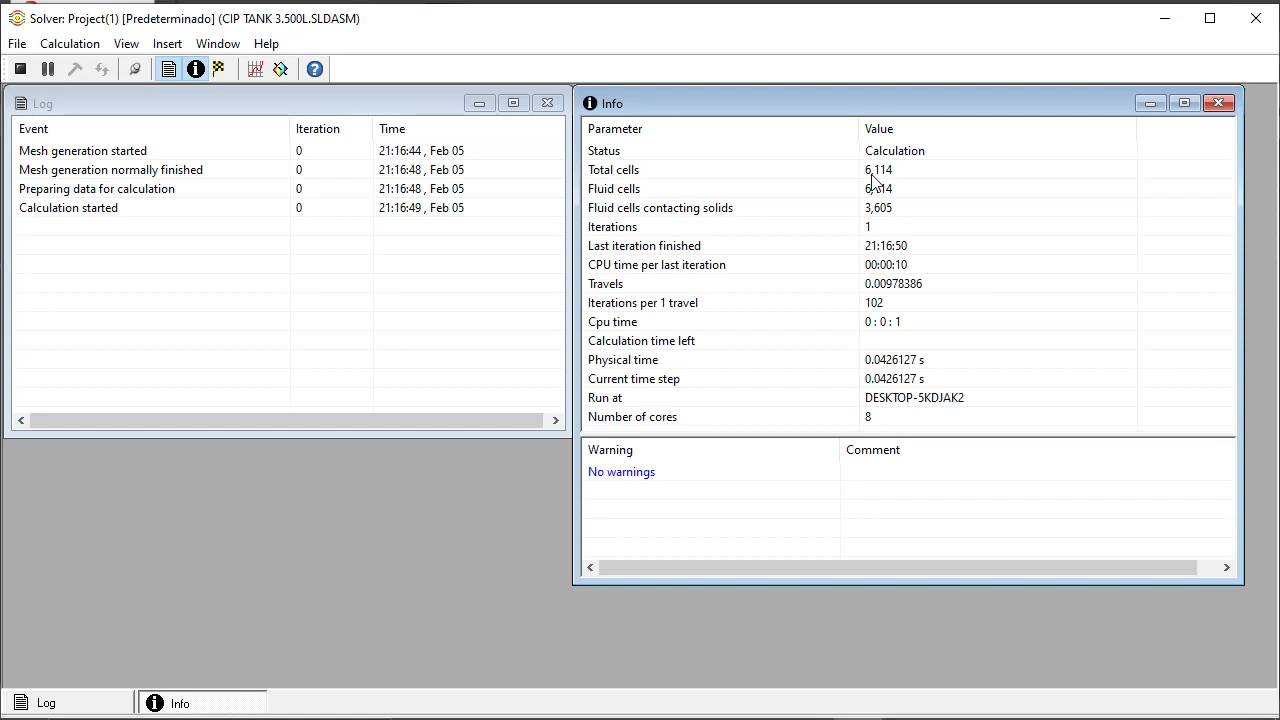 Solver: Project(1) [Predeterminado] (CIP TANK 3.500L.SLDASM)
File Calculation View Insert Window Help
Log
Event Iteration Time
Mesh generation started 0 21:16:44 , Feb 05
Mesh generation normally finished 0 21:16:48 , Feb 05
Preparing data for calculation 0 21:16:48 , Feb 05
Calculation started 0 21:16:49 , Feb 05
Info
Parameter Value
Status Calculation
Total cells 6,114
Fluid cells 6,114
Fluid cells contacting solids 3,605
Iterations 1
Last iteration finished 21:16:50
CPU time per last iteration 00:00:10
Travels 0.00978386
Iterations per 1 travel 102
Cpu time 0 : 0 : 1
Calculation time left
Physical time 0.0426127 s
Current time step 0.0426127 s
Run at DESKTOP-5KDJAK2
Number of cores 8
Warning Comment
No warnings
Log Info